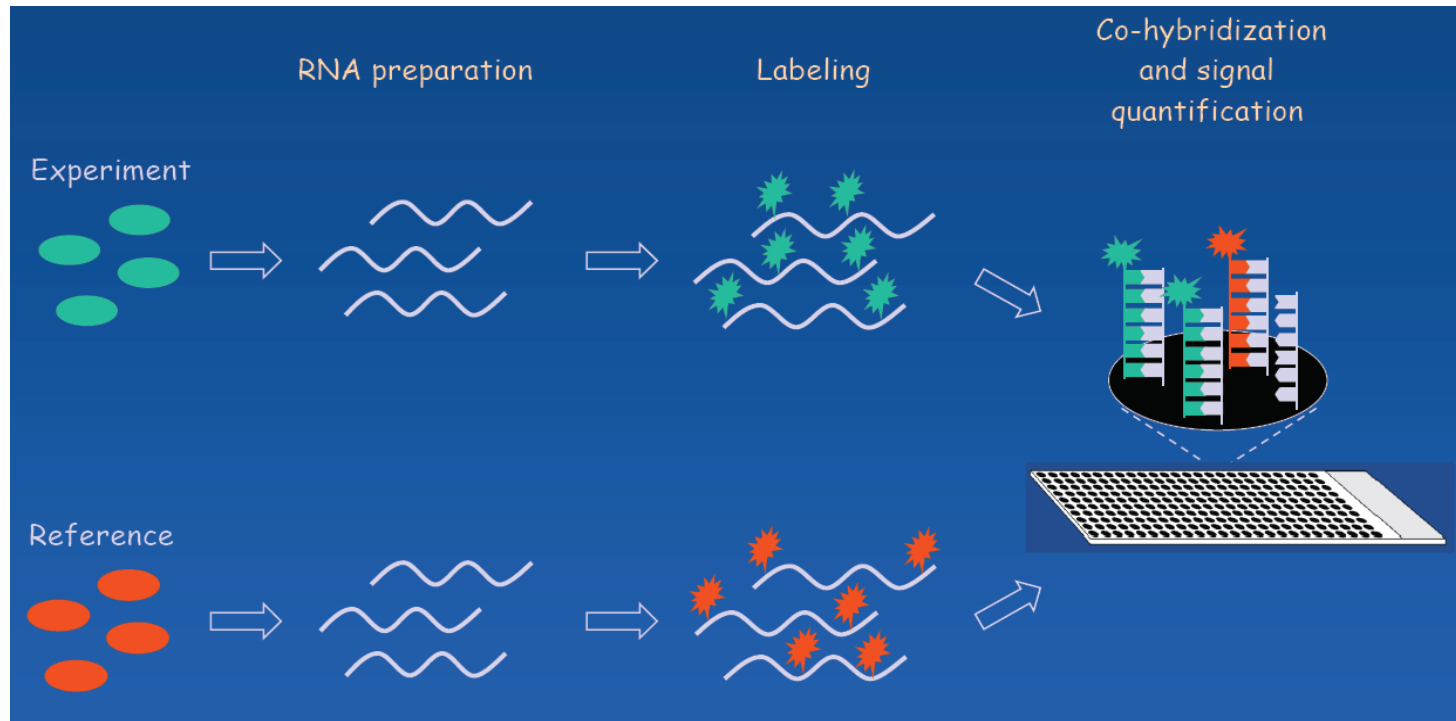 RNA preparation
Labeling
Co-hybridization
and signal
quantification
Experiment
Reference